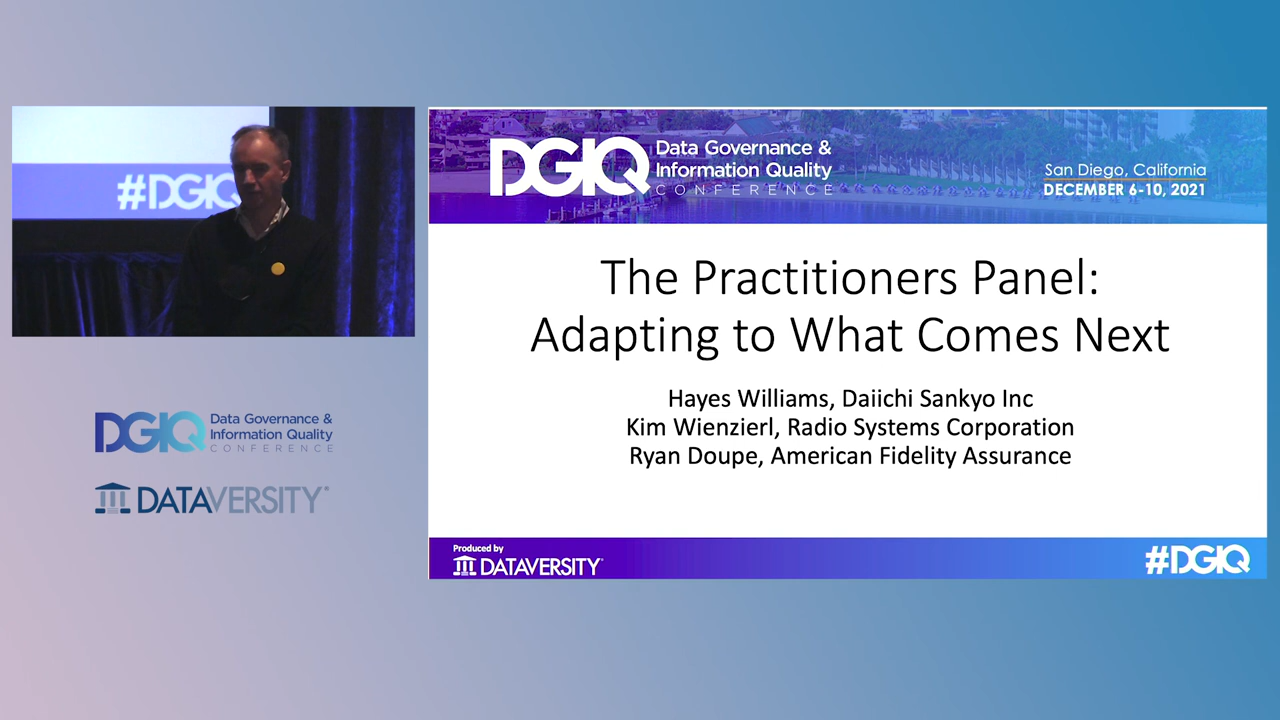 #DGIQ
DGIQ Data Governance &
Information Quality
CONFERENCE
DATAVERSITY
DGIQ Data Governance &
Information Quality
CONFERENCE
San Diego, California
DECEMBER 6-10, 2021
The Practitioners Panel:
Adapting to What Comes Next
Hayes Williams, Daiichi Sankyo Inc
Kim Wienzierl, Radio Systems Corporation
Ryan Doupe, American Fidelity Assurance
Produced by
DATAVERSITY
#DGIQ